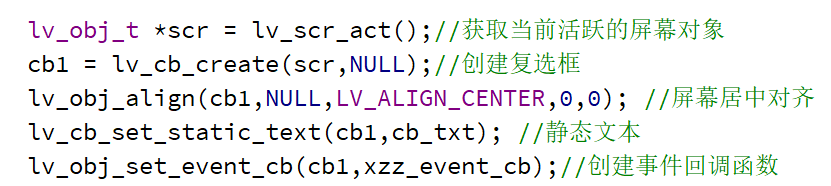 lv_obj_t *scr = lv_scr_act();//获取当前活跃的屏幕对象
cb1 = lv_cb_create(scr,NULL);//创建复选框
lv_obj_align(cb1,NULL,LV_ALIGN_CENTER,0,0); //屏幕居中对齐
lv_cb_set_static_text(cb1,cb_txt); //静态文本
lv_obj_set_event_cb(cb1,xzz_event_cb);//创建事件回调函数